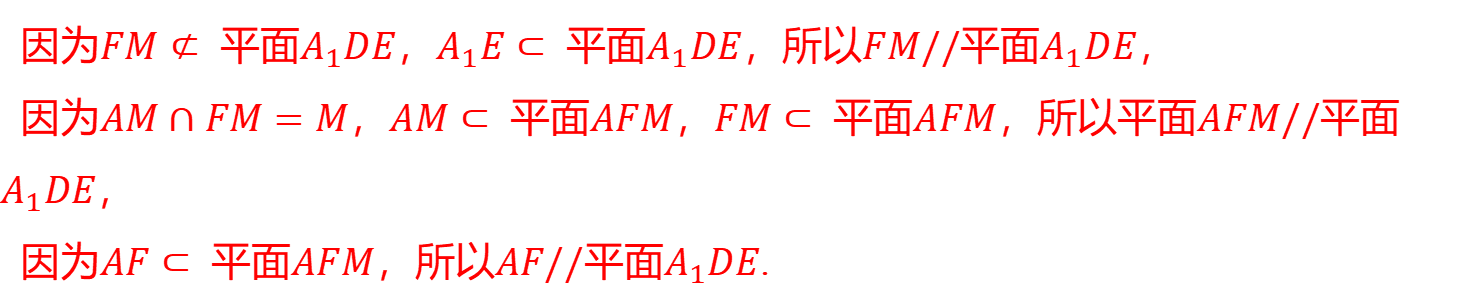 因为FM ⊄ 平面A₁DE，A₁E ⊂ 平面A₁DE，所以FM//平面A₁DE，
因为AM ∩ FM = M，AM ⊂ 平面AFM，FM ⊂ 平面AFM，所以平面AFM//平面
A₁DE，
因为AF ⊂ 平面AFM，所以AF//平面A₁DE.